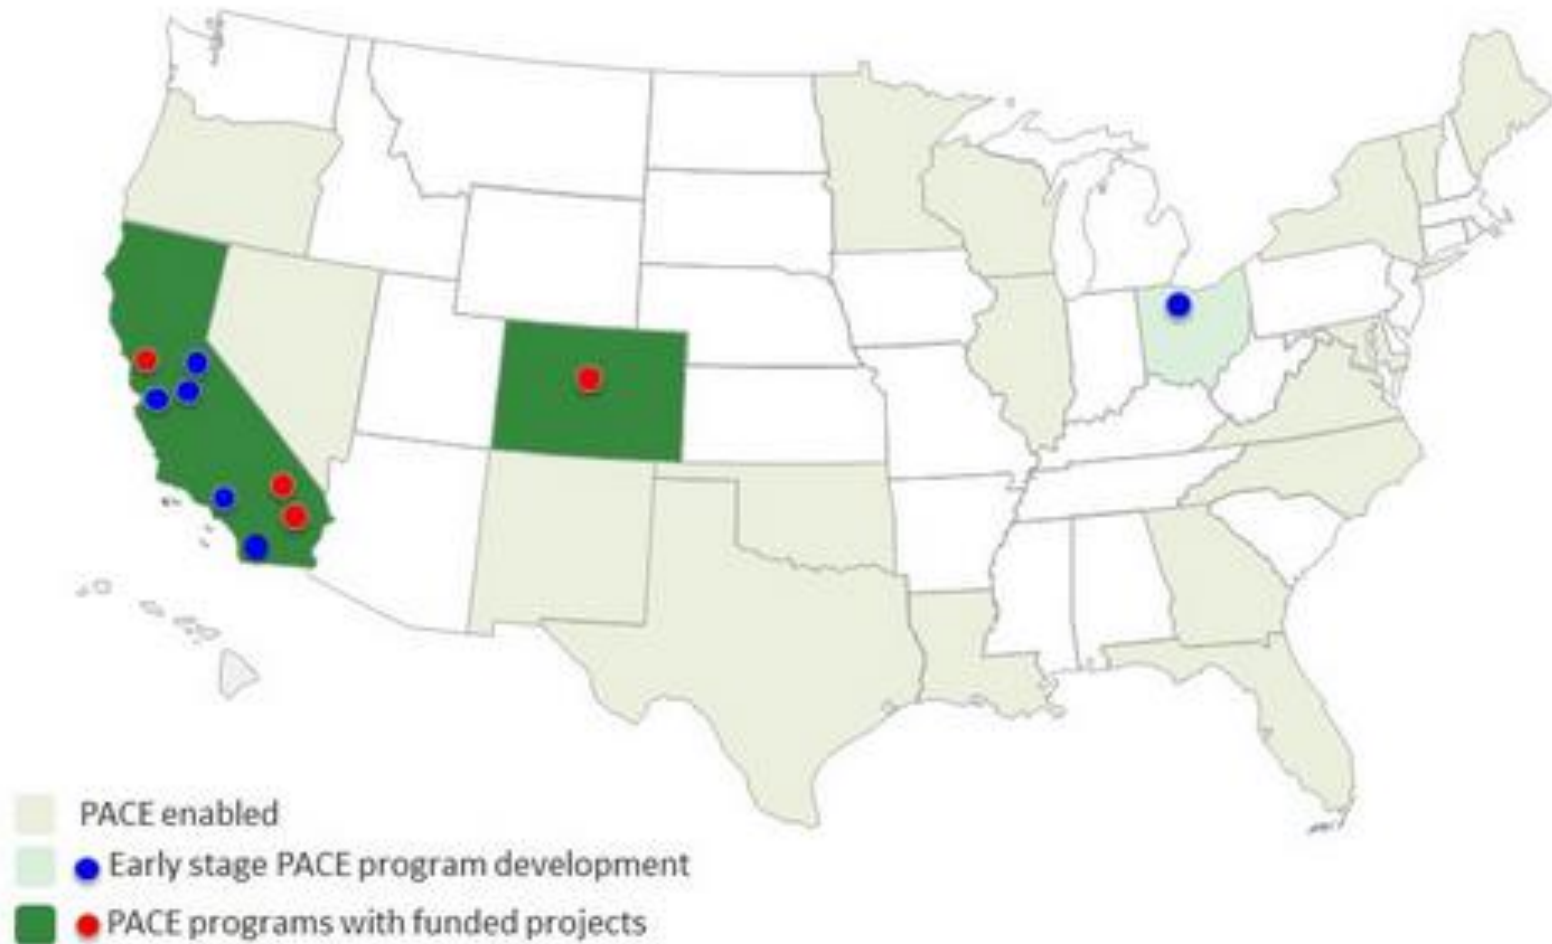 PACE enabled
Early stage PACE program development
PACE programs with funded projects